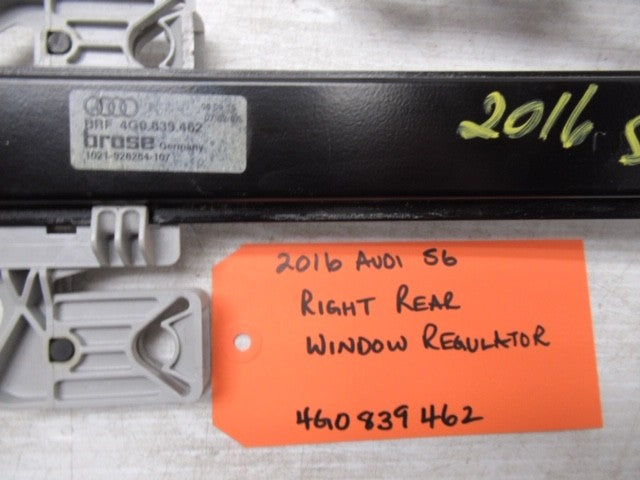 BRF 4G0.839.462
brose Germany
1021-926264-107
2016 S
2016 AUDI S6
RIGHT REAR
WINDOW REGULATOR
4G0 839 462